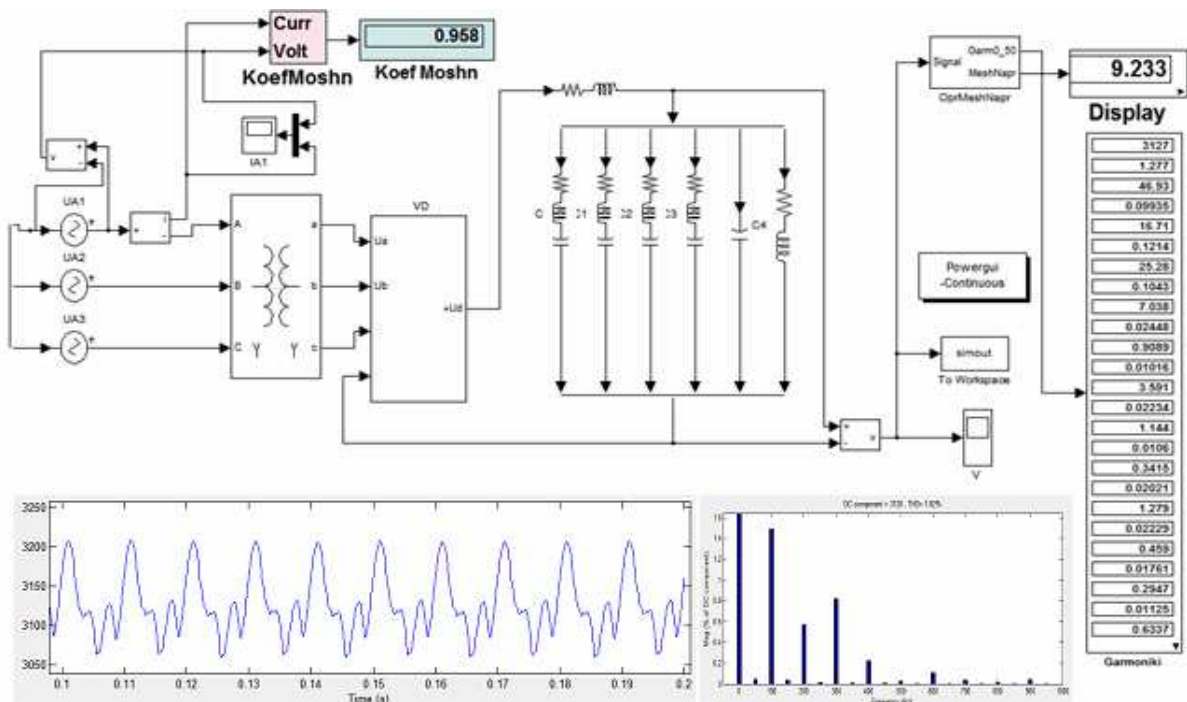 Curr
Volt
KoefMoshn
0.958
Koef Moshn
Signal
Garm0_50
MeshNapr
OprMeshNapr
9.233
Display
IA1
v
+
-
UA1
+
UA2
+
UA3
+
+
-
i
A
B
C
a
b
c
Y
Y
VD
Ua
Ub
+Ud
C
C4
Powergui
-Continuous
simout
To Workspace
+
-
v
V
3127
1.277
46.93
0.09935
16.71
0.1214
25.28
0.1043
7.038
0.02448
0.9089
0.01016
3.591
0.02234
1.144
0.0106
0.3415
0.02021
1.279
0.02229
0.459
0.01761
0.2947
0.01125
0.6337
Garmoniki
3250
3200
3150
3100
3050
0.1
0.11
0.12
0.13
0.14
0.15
0.16
0.17
0.18
0.19
0.2
Time (s)
Mag (% of DC component)